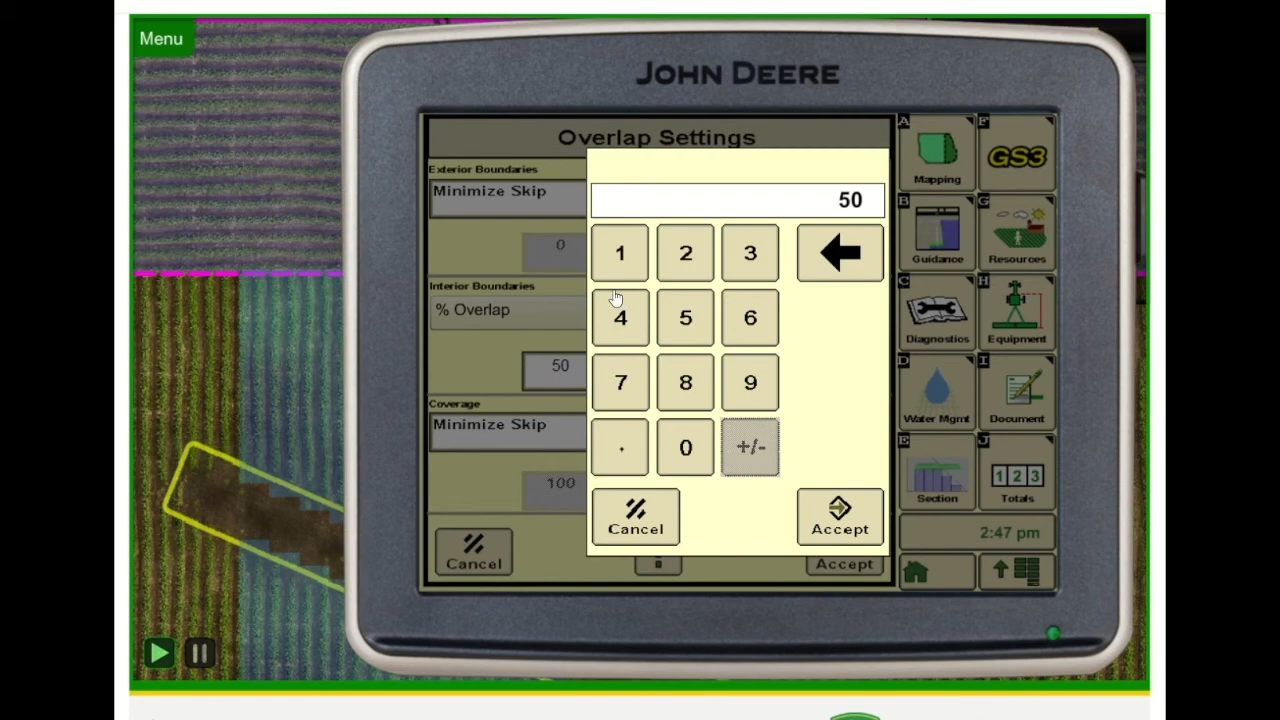 Menu
JOHN DEERE
Overlap Settings
Exterior Boundaries
Minimize Skip
0
Interior Boundaries
% Overlap
50
Coverage
Minimize Skip
100
Cancel
Accept
50
1 2 3
4 5 6
7 8 9
. 0 +/-
Cancel
Accept
A
Mapping
F
GS3
B
Guidance
G
Resources
C
Diagnostics
H
Equipment
D
Water Mgmt
I
Document
E
Section
J
1 2 3
Totals
2:47 pm